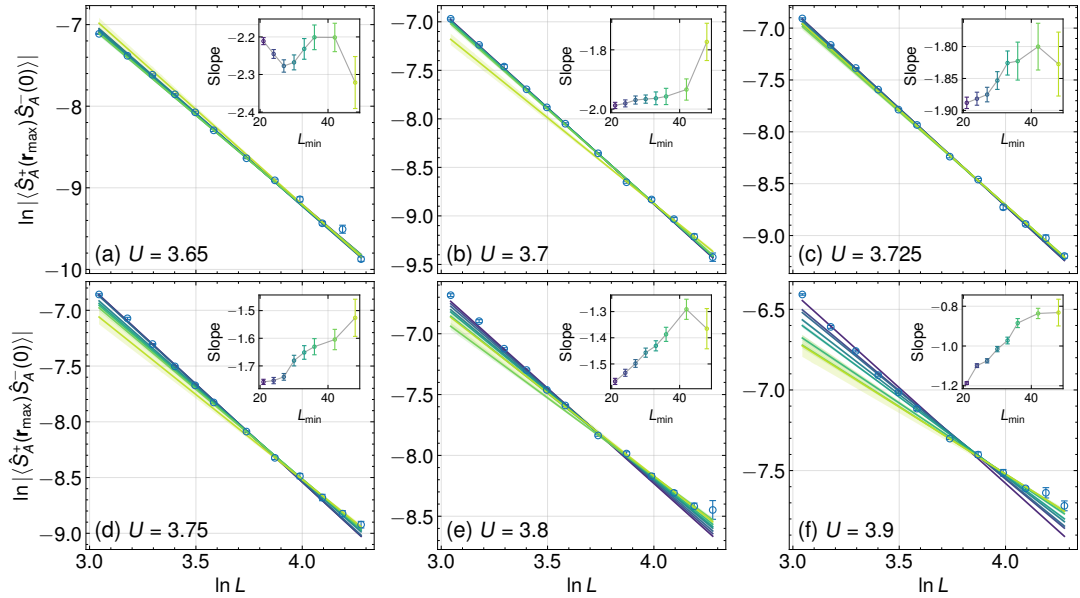 ln |⟨Ŝ⁺_A(r_max)Ŝ⁻_A(0)⟩|
−7
−8
−9
−10
(a) U = 3.65
Slope
−2.2
−2.3
−2.4
20
40
L_min
−7.0
−7.5
−8.0
−8.5
−9.0
−9.5
(b) U = 3.7
Slope
−1.8
−2.0
20
40
L_min
−7.0
−7.5
−8.0
−8.5
−9.0
(c) U = 3.725
Slope
−1.80
−1.85
−1.90
20
40
L_min
ln |⟨Ŝ⁺_A(r_max)Ŝ⁻_A(0)⟩|
−7.0
−7.5
−8.0
−8.5
−9.0
(d) U = 3.75
Slope
−1.5
−1.6
−1.7
20
40
L_min
3.0
3.5
4.0
ln L
−7.0
−7.5
−8.0
−8.5
(e) U = 3.8
Slope
−1.3
−1.4
−1.5
20
40
L_min
3.0
3.5
4.0
ln L
−6.5
−7.0
−7.5
(f) U = 3.9
Slope
−0.8
−1.0
−1.2
20
40
L_min
3.0
3.5
4.0
ln L